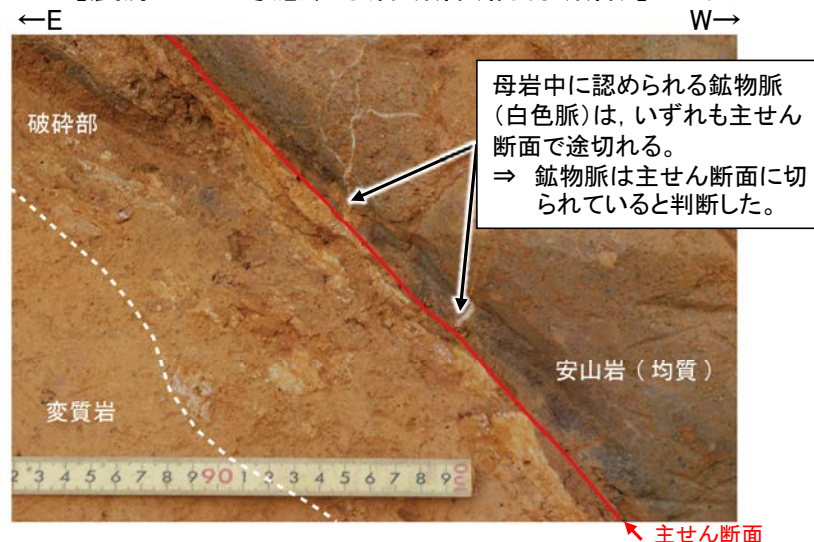 ←E
W→
破砕部
母岩中に認められる鉱物脈
（白色脈）は，いずれも主せん
断面で途切れる。
⇒ 鉱物脈は主せん断面に切
られていると判断した。
安山岩（均質）
変質岩
2 3 4 5 6 7 8 9 90 1 2 3 4 5 6 7 8 9 100
主せん断面